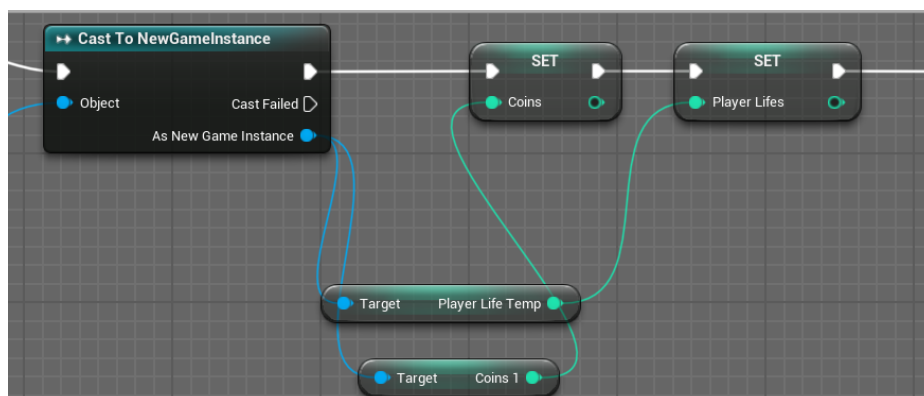 Cast To NewGameInstance
Object
Cast Failed
As New Game Instance
SET
Coins
SET
Player Lifes
Target
Player Life Temp
Target
Coins 1